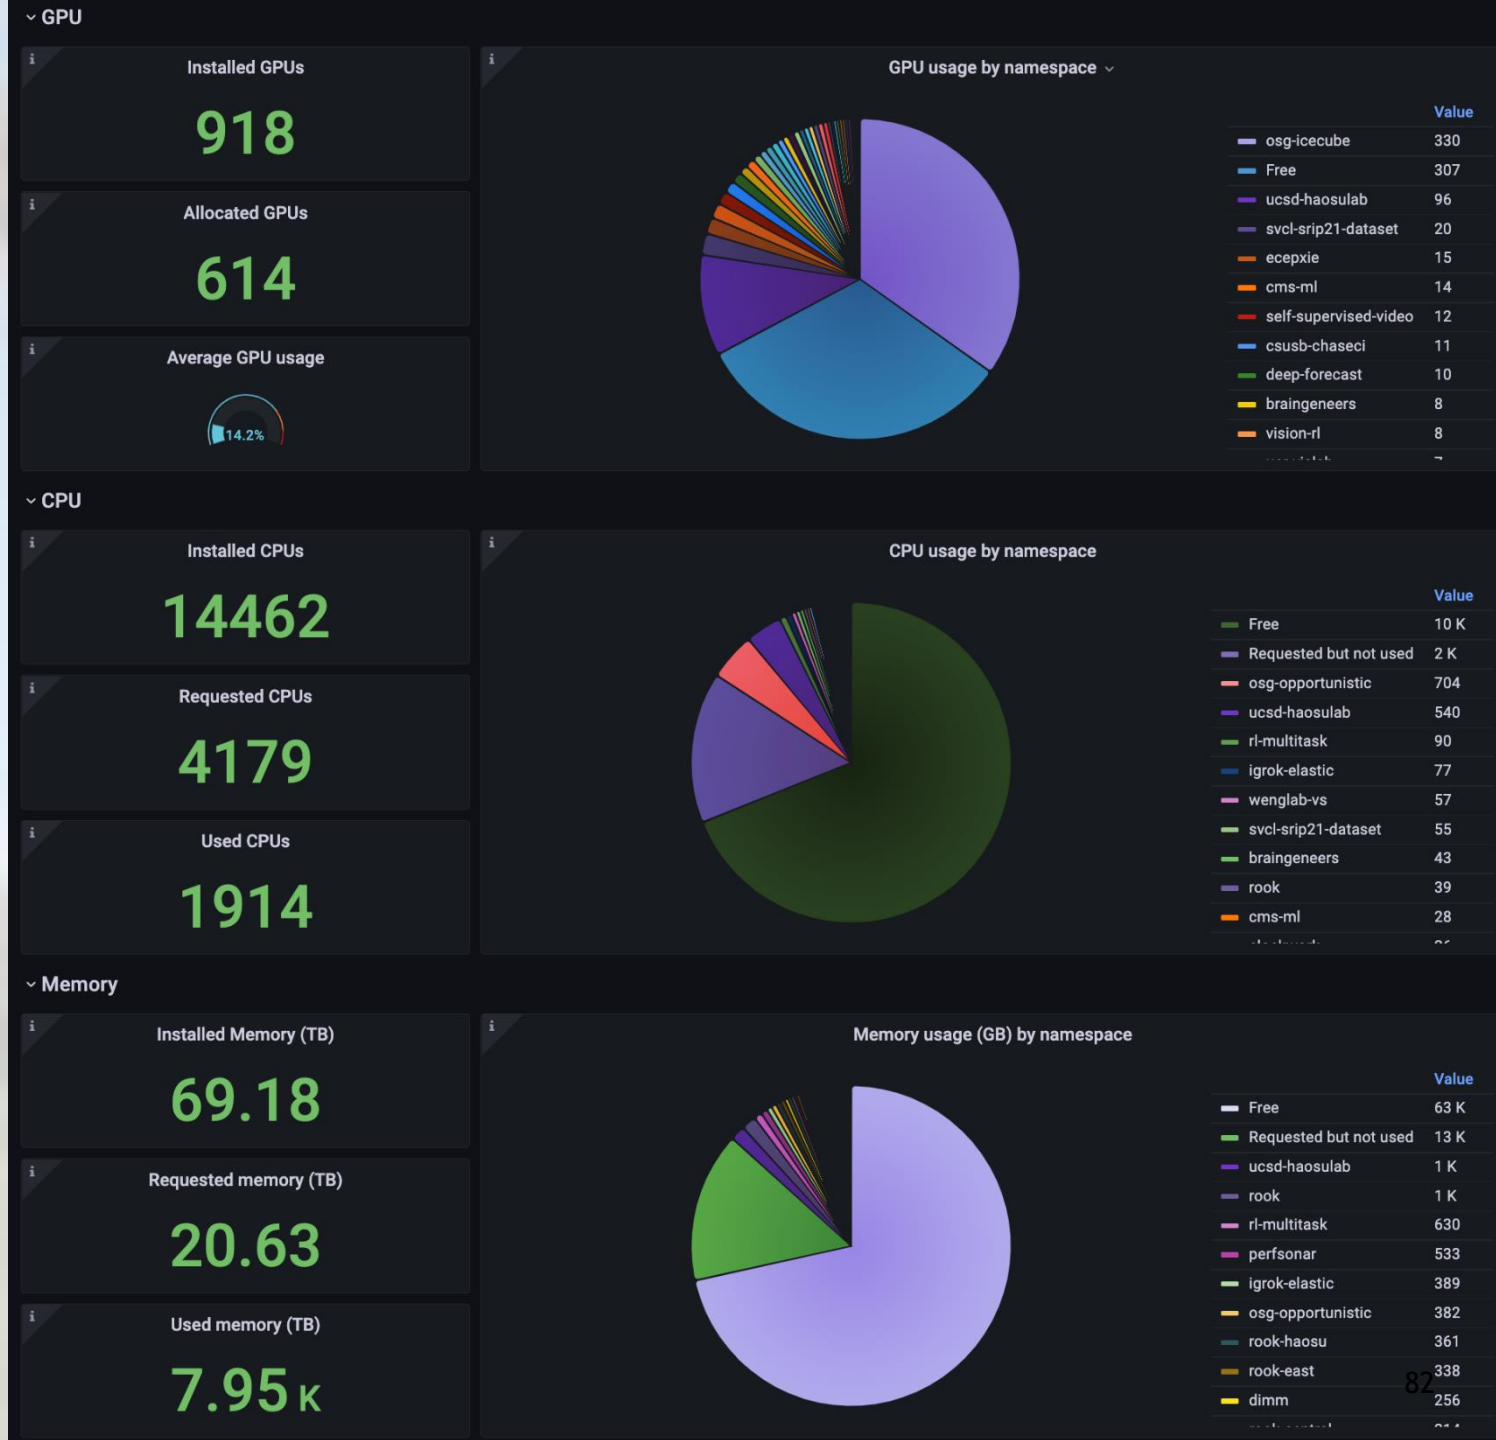 GPU
Installed GPUs
918
Allocated GPUs
614
Average GPU usage
14.2%
GPU usage by namespace
Value
osg-icecube 330
Free 307
ucsd-haosulab 96
svcl-srip21-dataset 20
ecepxie 15
cms-ml 14
self-supervised-video 12
csusb-chaseci 11
deep-forecast 10
braingeneers 8
vision-rl 8
CPU
Installed CPUs
14462
Requested CPUs
4179
Used CPUs
1914
CPU usage by namespace
Value
Free 10 K
Requested but not used 2 K
osg-opportunistic 704
ucsd-haosulab 540
rl-multitask 90
igrok-elastic 77
wenglab-vs 57
svcl-srip21-dataset 55
braingeneers 43
rook 39
cms-ml 28
Memory
Installed Memory (TB)
69.18
Requested memory (TB)
20.63
Used memory (TB)
7.95 K
Memory usage (GB) by namespace
Value
Free 63 K
Requested but not used 13 K
ucsd-haosulab 1 K
rook 1 K
rl-multitask 630
perfsonar 533
igrok-elastic 389
osg-opportunistic 382
rook-haosu 361
rook-east 338
dimm 256
82